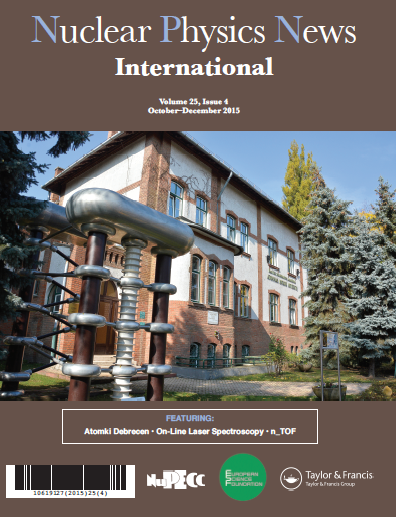 Nuclear Physics News
International
Volume 25, Issue 4
October–December 2015
FEATURING:
Atomki Debrecen • On-Line Laser Spectroscopy • n_TOF
10619127(2015)25(4)
NuPECC
EUROPEAN
SCIENCE
FOUNDATION
Taylor & Francis
Taylor & Francis Group